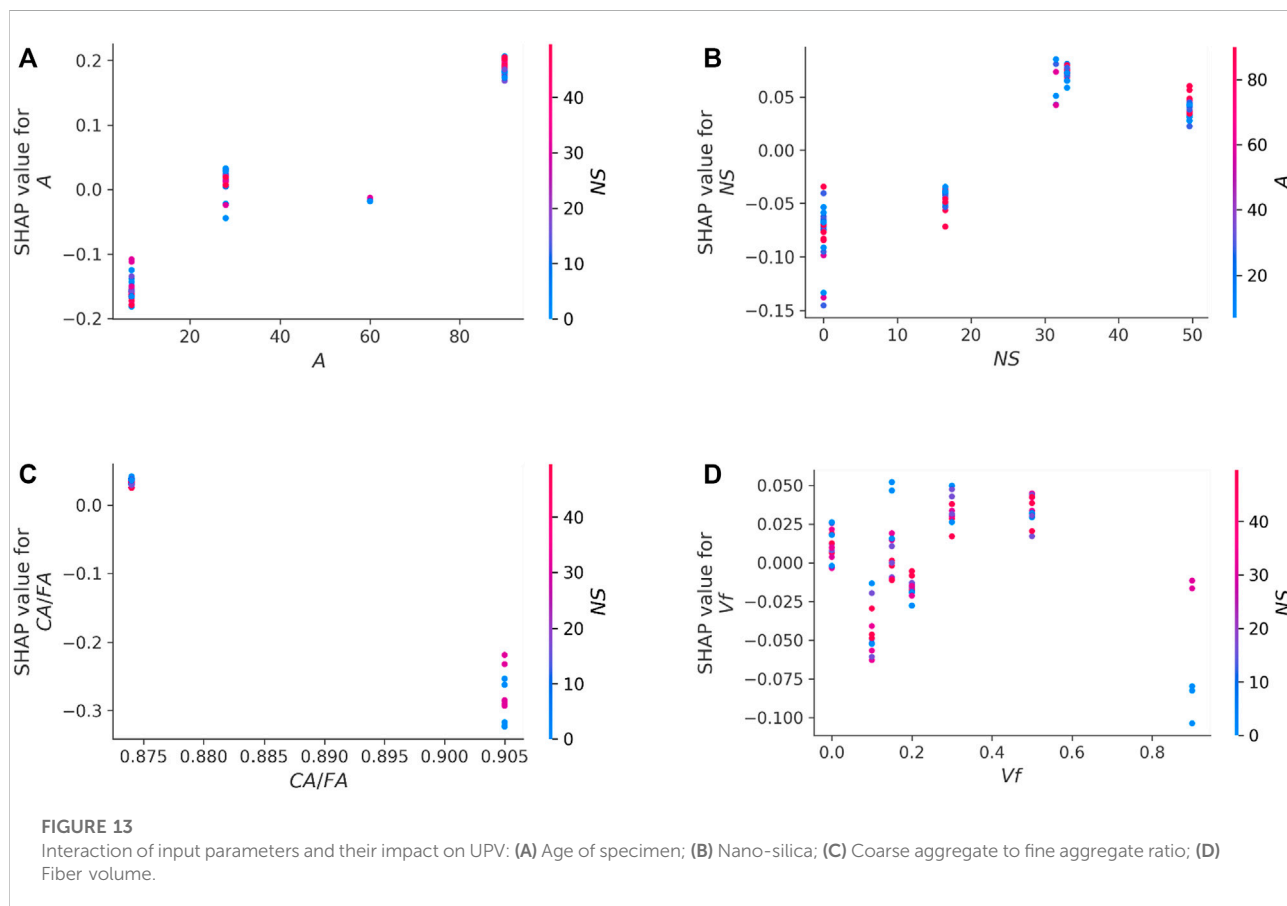 A
SHAP value for
A
0.2
0.1
0.0
−0.1
−0.2
20
40
60
80
A
40
30
20
10
0
NS
B
SHAP value for
NS
0.05
0.00
−0.05
−0.10
−0.15
0
10
20
30
40
50
NS
80
60
40
20
A
C
SHAP value for
CA/FA
0.0
−0.1
−0.2
−0.3
0.875
0.880
0.885
0.890
0.895
0.900
0.905
CA/FA
40
30
20
10
0
NS
D
SHAP value for
Vf
0.050
0.025
0.000
−0.025
−0.050
−0.075
−0.100
0.0
0.2
0.4
0.6
0.8
Vf
40
30
20
10
0
NS
FIGURE 13
Interaction of input parameters and their impact on UPV: (A) Age of specimen; (B) Nano-silica; (C) Coarse aggregate to fine aggregate ratio; (D)
Fiber volume.